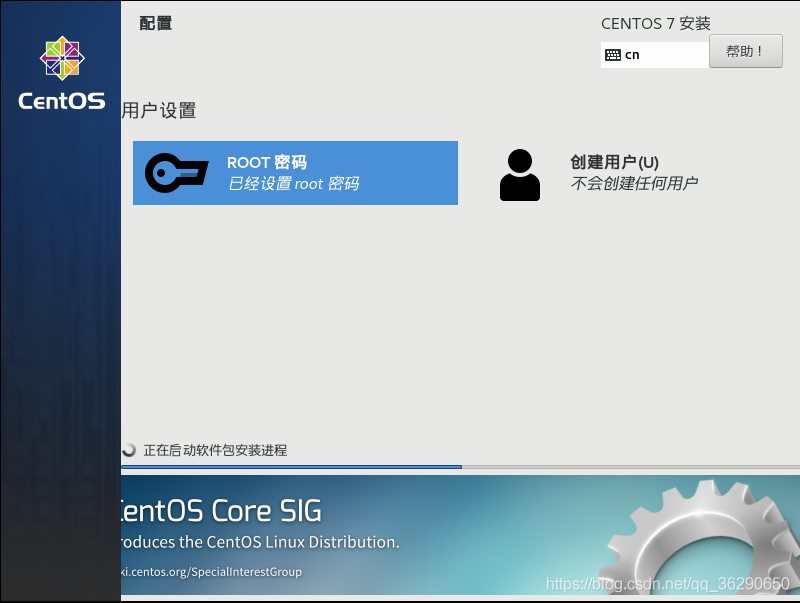 配置
CENTOS 7 安装
cn
帮助！
CentOS
用户设置
ROOT 密码
已经设置 root 密码
创建用户(U)
不会创建任何用户
正在启动软件包安装进程
CentOS Core SIG
roduces the CentOS Linux Distribution.
ki.centos.org/SpecialInterestGroup
https://blog.csdn.net/qq_36290650